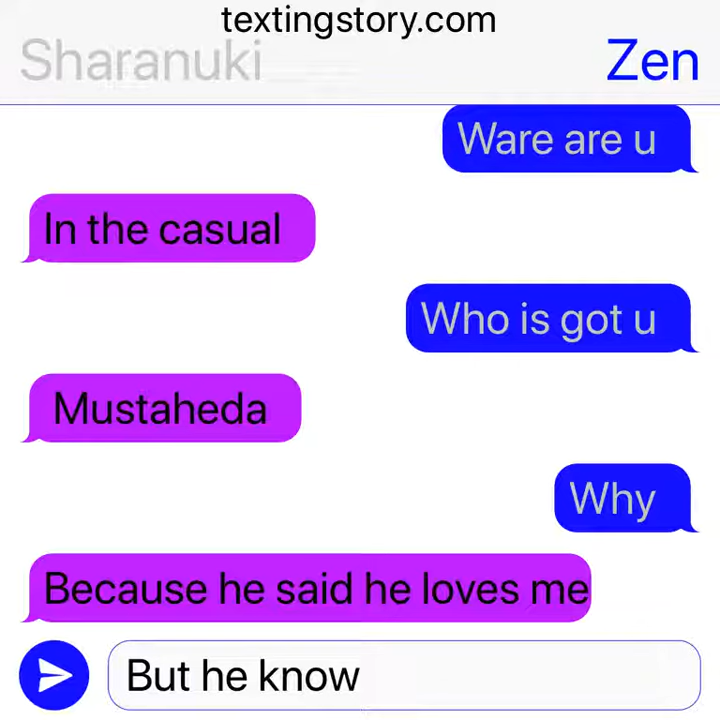 textingstory.com
Sharanuki
Zen
Ware are u
In the casual
Who is got u
Mustaheda
Why
Because he said he loves me
But he know